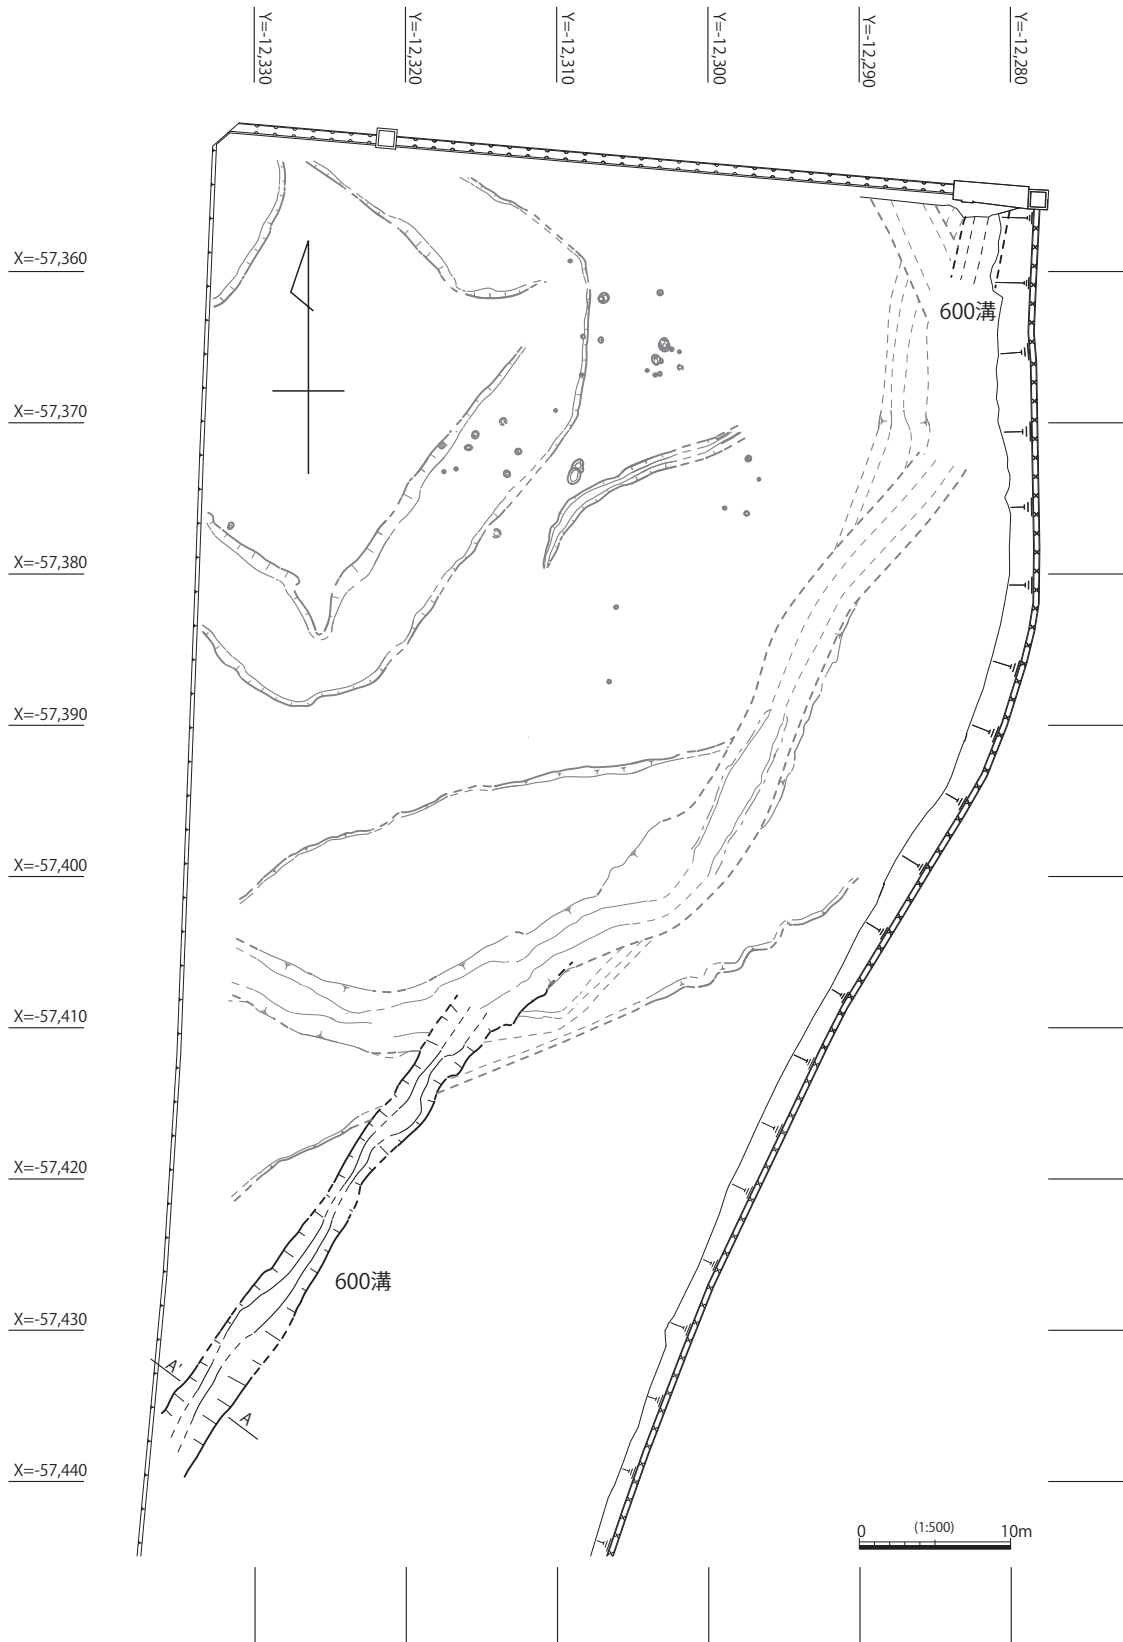 Y=-12,330
Y=-12,320
Y=-12,310
Y=-12,300
Y=-12,290
Y=-12,280
X=-57,360
600溝
X=-57,370
X=-57,380
X=-57,390
X=-57,400
X=-57,410
X=-57,420
600溝
X=-57,430
A'
A
X=-57,440
0 (1:500) 10m